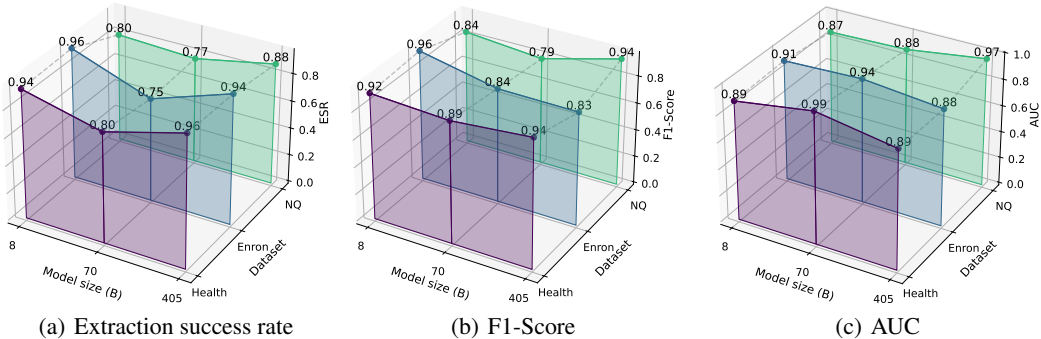 0.80
0.77
0.88
0.96
0.75
0.94
0.94
0.80
0.96
0.8
0.6
0.4
0.2
0.0
ESR
NQ
Enron
Health
Dataset
8
70
405
Model size (B)
(a) Extraction success rate
0.84
0.79
0.94
0.96
0.84
0.83
0.92
0.89
0.94
0.8
0.6
0.4
0.2
0.0
F1-Score
NQ
Enron
Health
Dataset
8
70
405
Model size (B)
(b) F1-Score
0.87
0.88
0.97
0.91
0.94
0.88
0.89
0.99
0.89
1.0
0.8
0.6
0.4
0.2
0.0
AUC
NQ
Enron
Health
Dataset
8
70
405
Model size (B)
(c) AUC